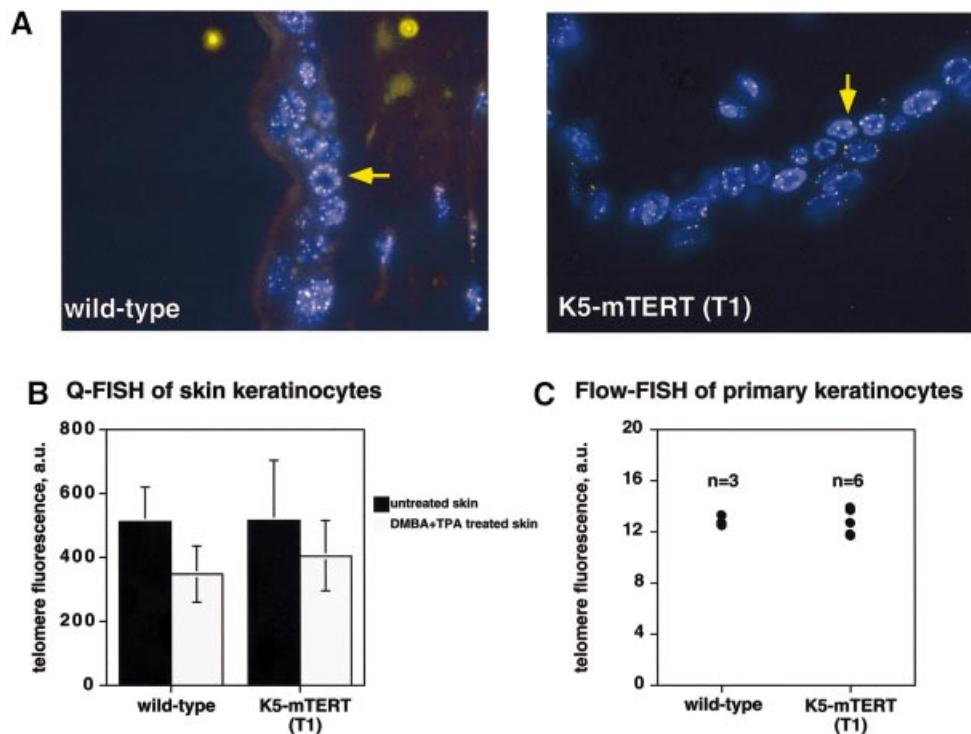 A
wild-type
K5-mTERT (T1)
B Q-FISH of skin keratinocytes
telomere fluorescence, a.u.
800
600
400
200
0
wild-type
K5-mTERT
(T1)
untreated skin
DMBA+TPA treated skin
C Flow-FISH of primary keratinocytes
telomere fluorescence, a.u.
20
16
12
8
4
0
n=3
n=6
wild-type
K5-mTERT
(T1)